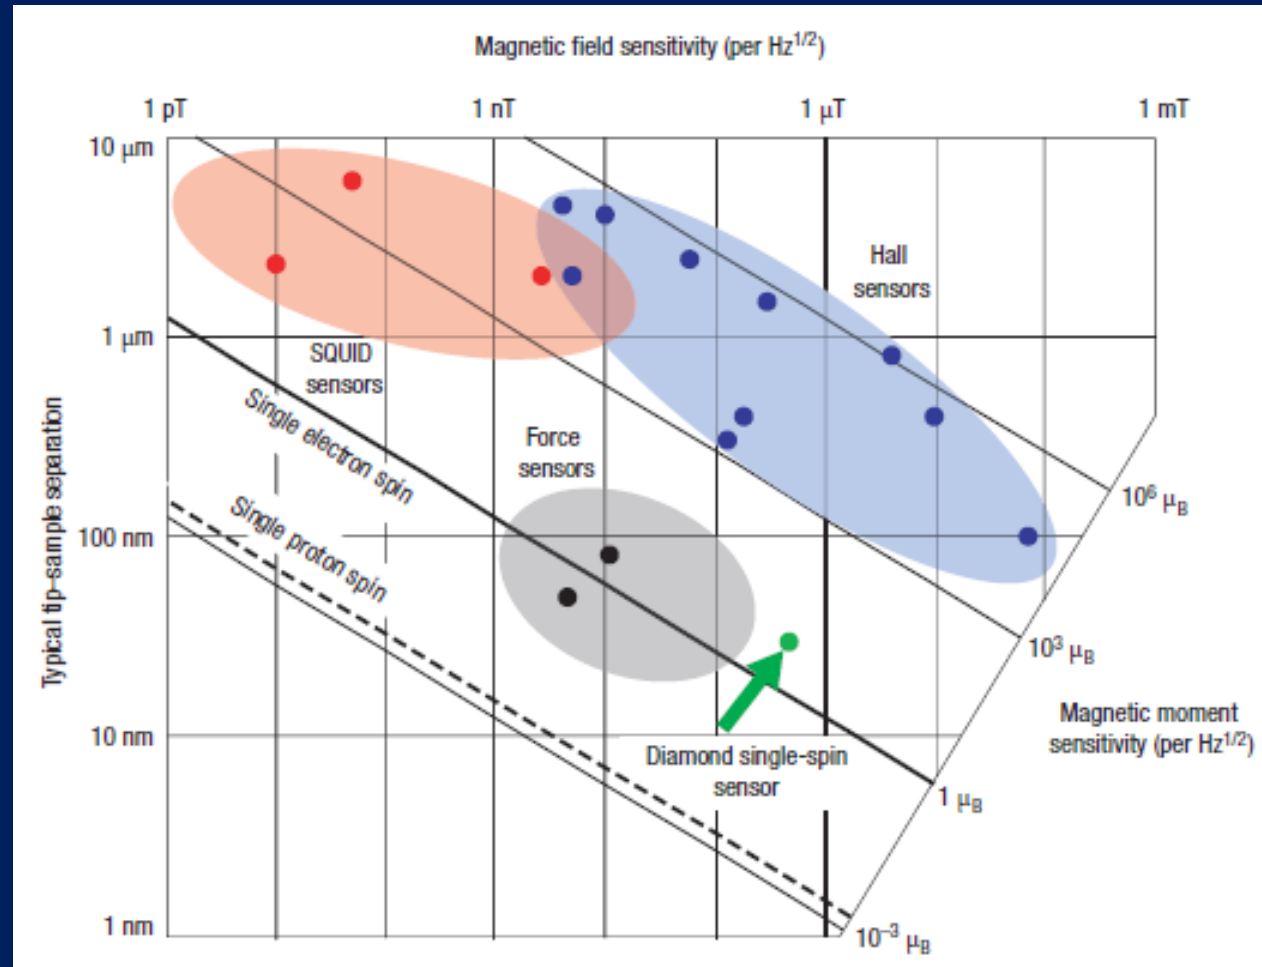 Magnetic field sensitivity (per Hz1/2)
1 pT
1 nT
1 μT
1 mT
10 μm
1 μm
100 nm
10 nm
1 nm
Typical tip–sample separation
SQUID
sensors
Hall
sensors
Single electron spin
Force
sensors
Single proton spin
Diamond single-spin
sensor
10⁶ μB
10³ μB
Magnetic moment
sensitivity (per Hz1/2)
1 μB
10⁻³ μB